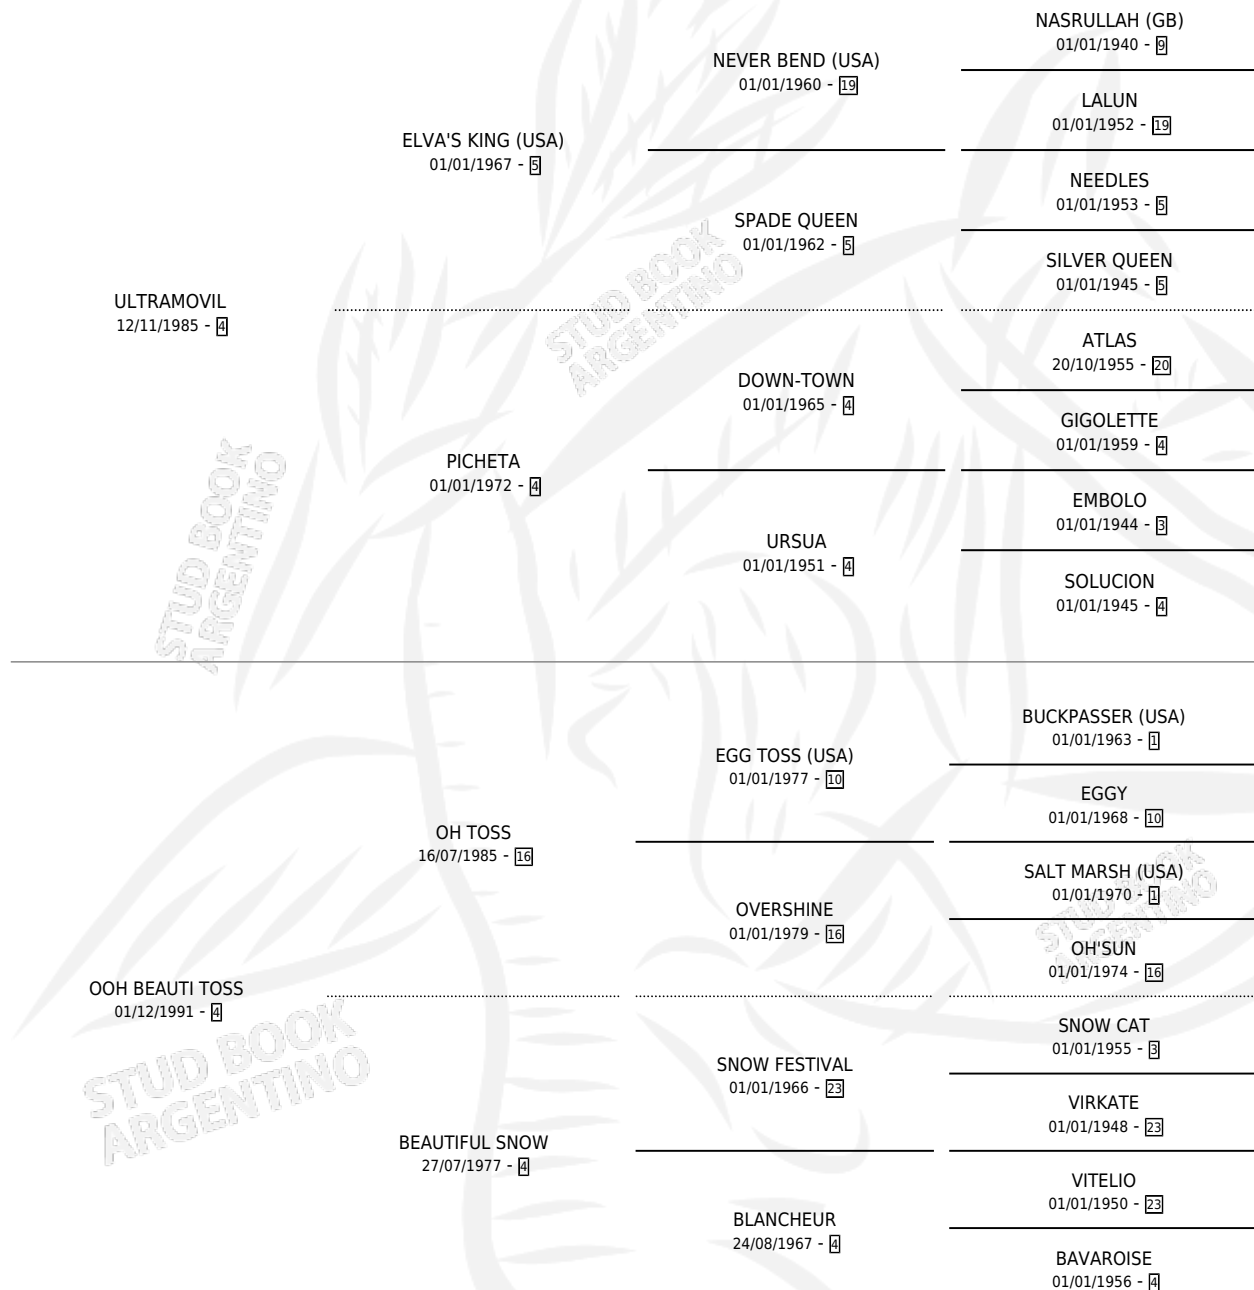 NASRULLAH (GB)
01/01/1940 - 9
NEVER BEND (USA)
01/01/1960 - 19
LALUN
01/01/1952 - 19
ELVA'S KING (USA)
01/01/1967 - 5
NEEDLES
01/01/1953 - 5
SPADE QUEEN
01/01/1962 - 5
SILVER QUEEN
01/01/1945 - 5
ULTRAMOVIL
12/11/1985 - 4
STUD BOOK
ARGENTINO
ATLAS
20/10/1955 - 20
DOWN-TOWN
01/01/1965 - 4
GIGOLETTE
01/01/1959 - 4
PICHETA
01/01/1972 - 4
EMBOLO
01/01/1944 - 3
URSUA
01/01/1951 - 4
SOLUCION
01/01/1945 - 4
STUD BOOK
ARGENTINO
BUCKPASSER (USA)
01/01/1963 - 1
EGG TOSS (USA)
01/01/1977 - 10
EGGY
01/01/1968 - 10
OH TOSS
16/07/1985 - 16
SALT MARSH (USA)
01/01/1970 - 1
STUD BOOK
ARGENTINO
OVERSHINE
01/01/1979 - 16
OH'SUN
01/01/1974 - 16
OOH BEAUTI TOSS
01/12/1991 - 4
STUD BOOK
ARGENTINO
SNOW CAT
01/01/1955 - 3
SNOW FESTIVAL
01/01/1966 - 23
VIRKATE
01/01/1948 - 23
BEAUTIFUL SNOW
27/07/1977 - 4
VITELIO
01/01/1950 - 23
BLANCHEUR
24/08/1967 - 4
BAVAROISE
01/01/1956 - 4